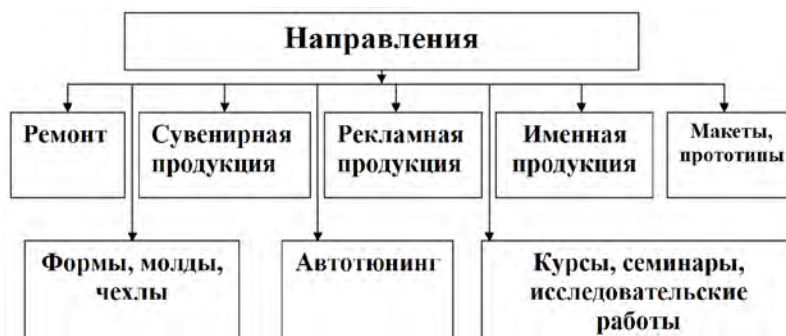 Направления
Ремонт
Сувенирная
продукция
Рекламная
продукция
Именная
продукция
Макеты,
прототипы
Формы, молды,
чехлы
Автотюнинг
Курсы, семинары,
исследовательские
работы